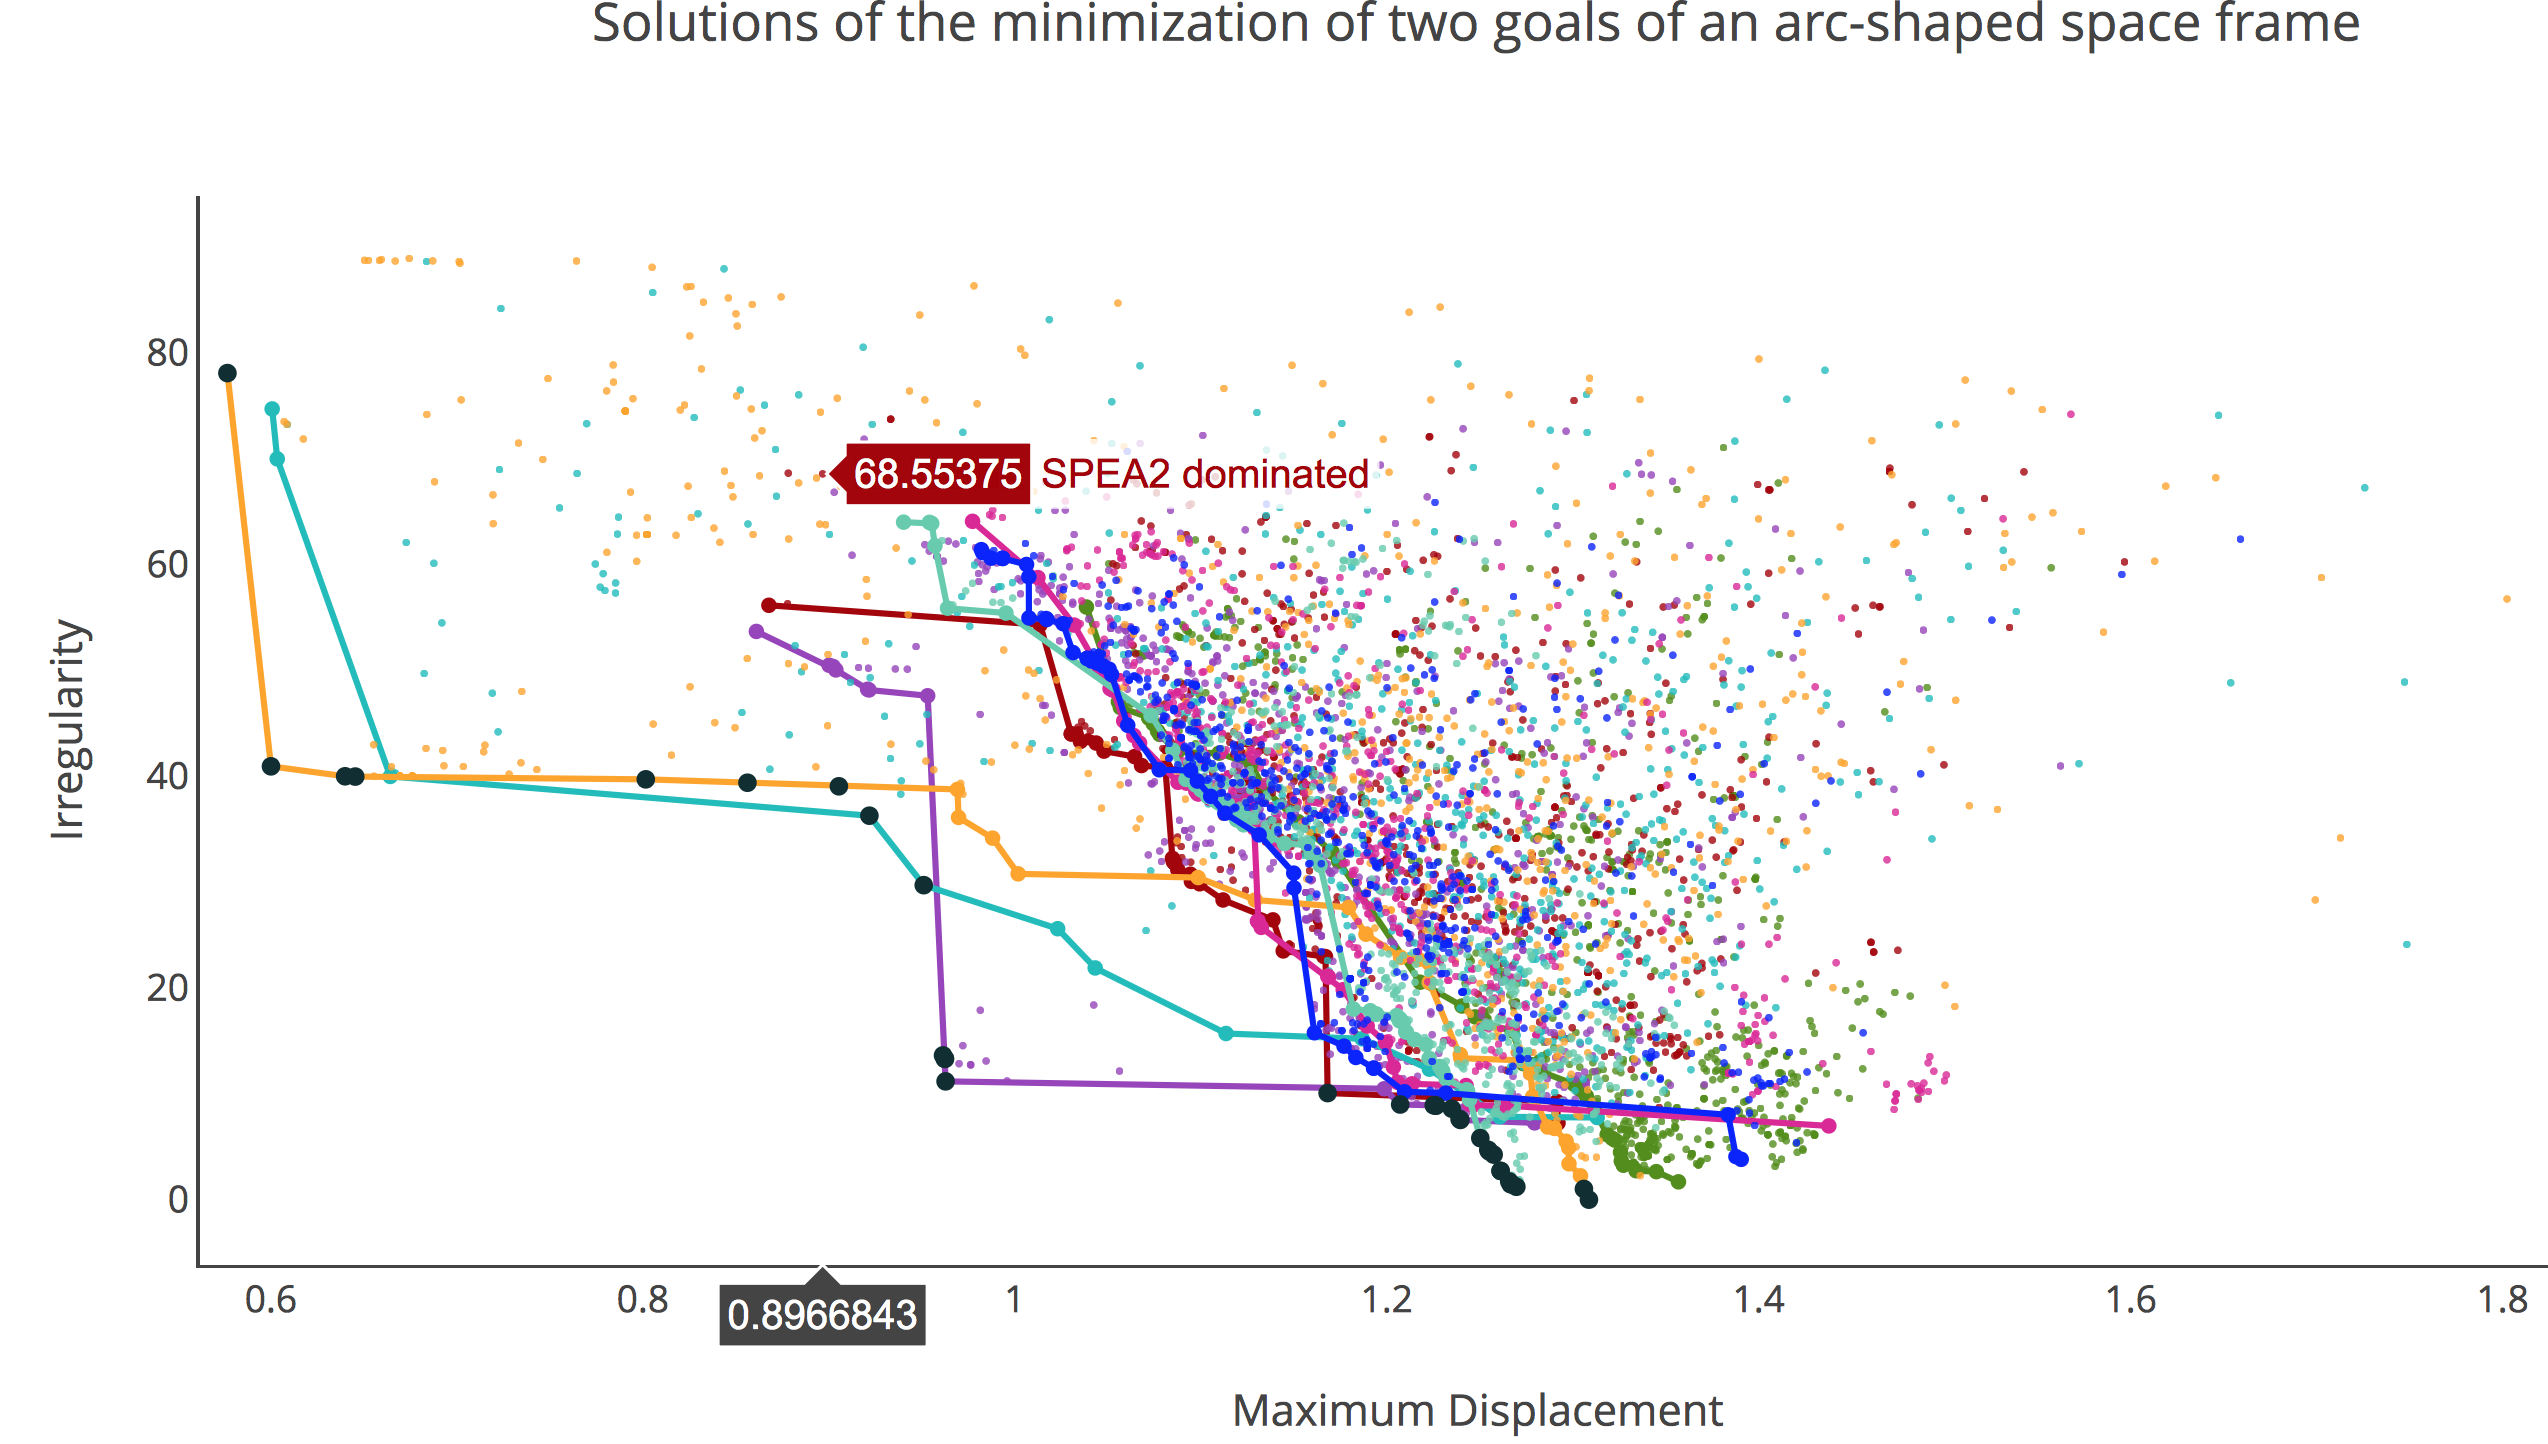 Solutions of the minimization of two goals of an arc-shaped space frame
80
68.55375 SPEA2 dominated
60
Irregularity
40
20
0
0.6 0.8 1 1.2 1.4 1.6 1.8
0.8966843
Maximum Displacement